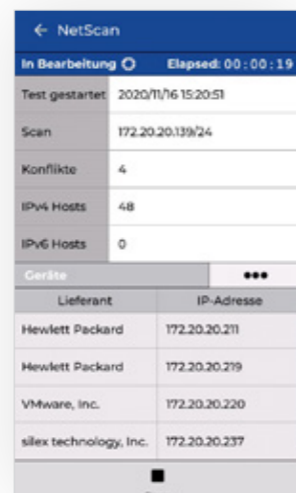 ← NetScan
In Bearbeitung Elapsed: 00:00:19
Test gestartet 2020/11/16 15:20:51
Scan 172.20.20.139/24
Konflikte 4
IPv4 Hosts 48
IPv6 Hosts 0
Geräte •••
Lieferant IP-Adresse
Hewlett Packard 172.20.20.211
Hewlett Packard 172.20.20.219
VMware, Inc. 172.20.20.220
silex technology, Inc. 172.20.20.237